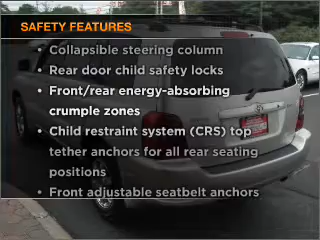 SAFETY FEATURES
• Collapsible steering column
• Rear door child safety locks
• Front/rear energy-absorbing
crumple zones
• Child restraint system (CRS) top
tether anchors for all rear seating
positions
• Front adjustable seatbelt anchors